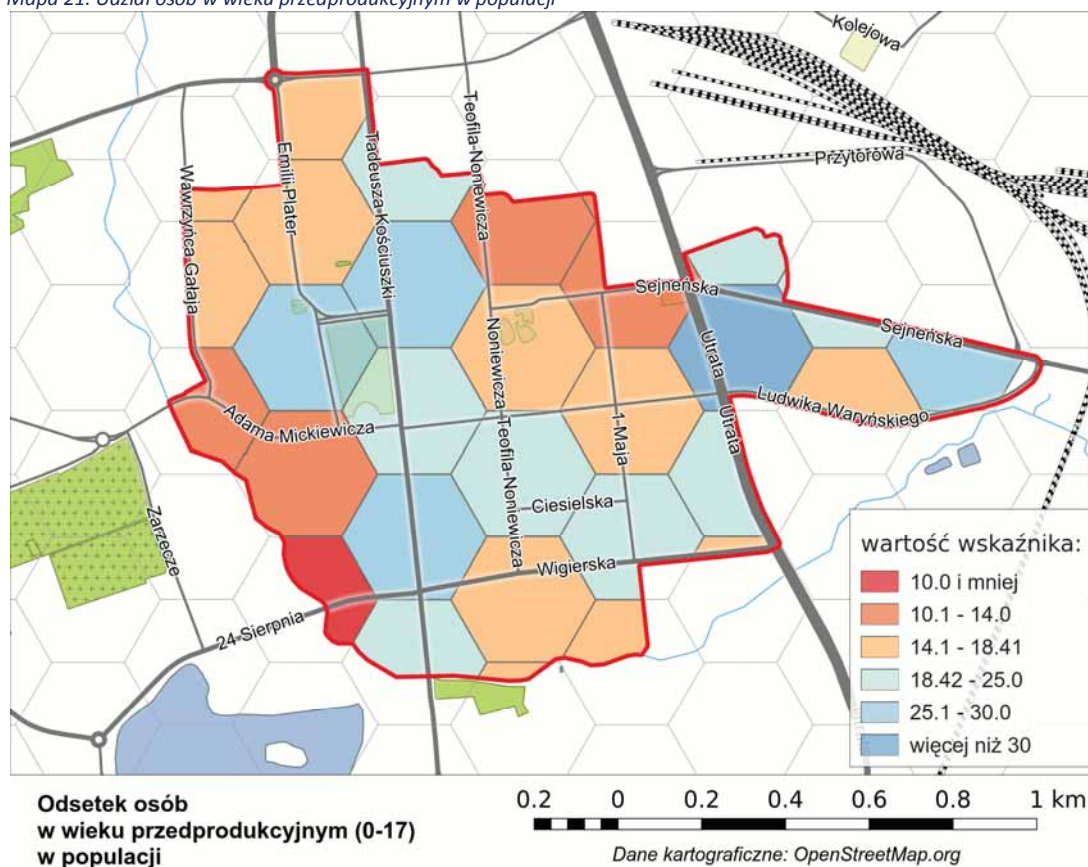 Mapa 21. Udział osób w wieku przedprodukcyjnym w populacji
Kolejowa
Przytorowa
Teofila-Noniewicza
Tadeusza Kościuszki
Emilii-Plater
Wawrzyńca Gałaja
Sejneńska
Sejneńska
Utrata
Utrata
Ludwika Waryńskiego
Noniewicza-Teofila-Noniewicza
1-Maja
Adama Mickiewicza
Ciesielska
Zarzecze
Wigierska
24 Sierpnia
wartość wskaźnika:
10.0 i mniej
10.1 - 14.0
14.1 - 18.41
18.42 - 25.0
25.1 - 30.0
więcej niż 30
Odsetek osób
w wieku przedprodukcyjnym (0-17)
w populacji
0.2 0 0.2 0.4 0.6 0.8 1 km
Dane kartograficzne: OpenStreetMap.org